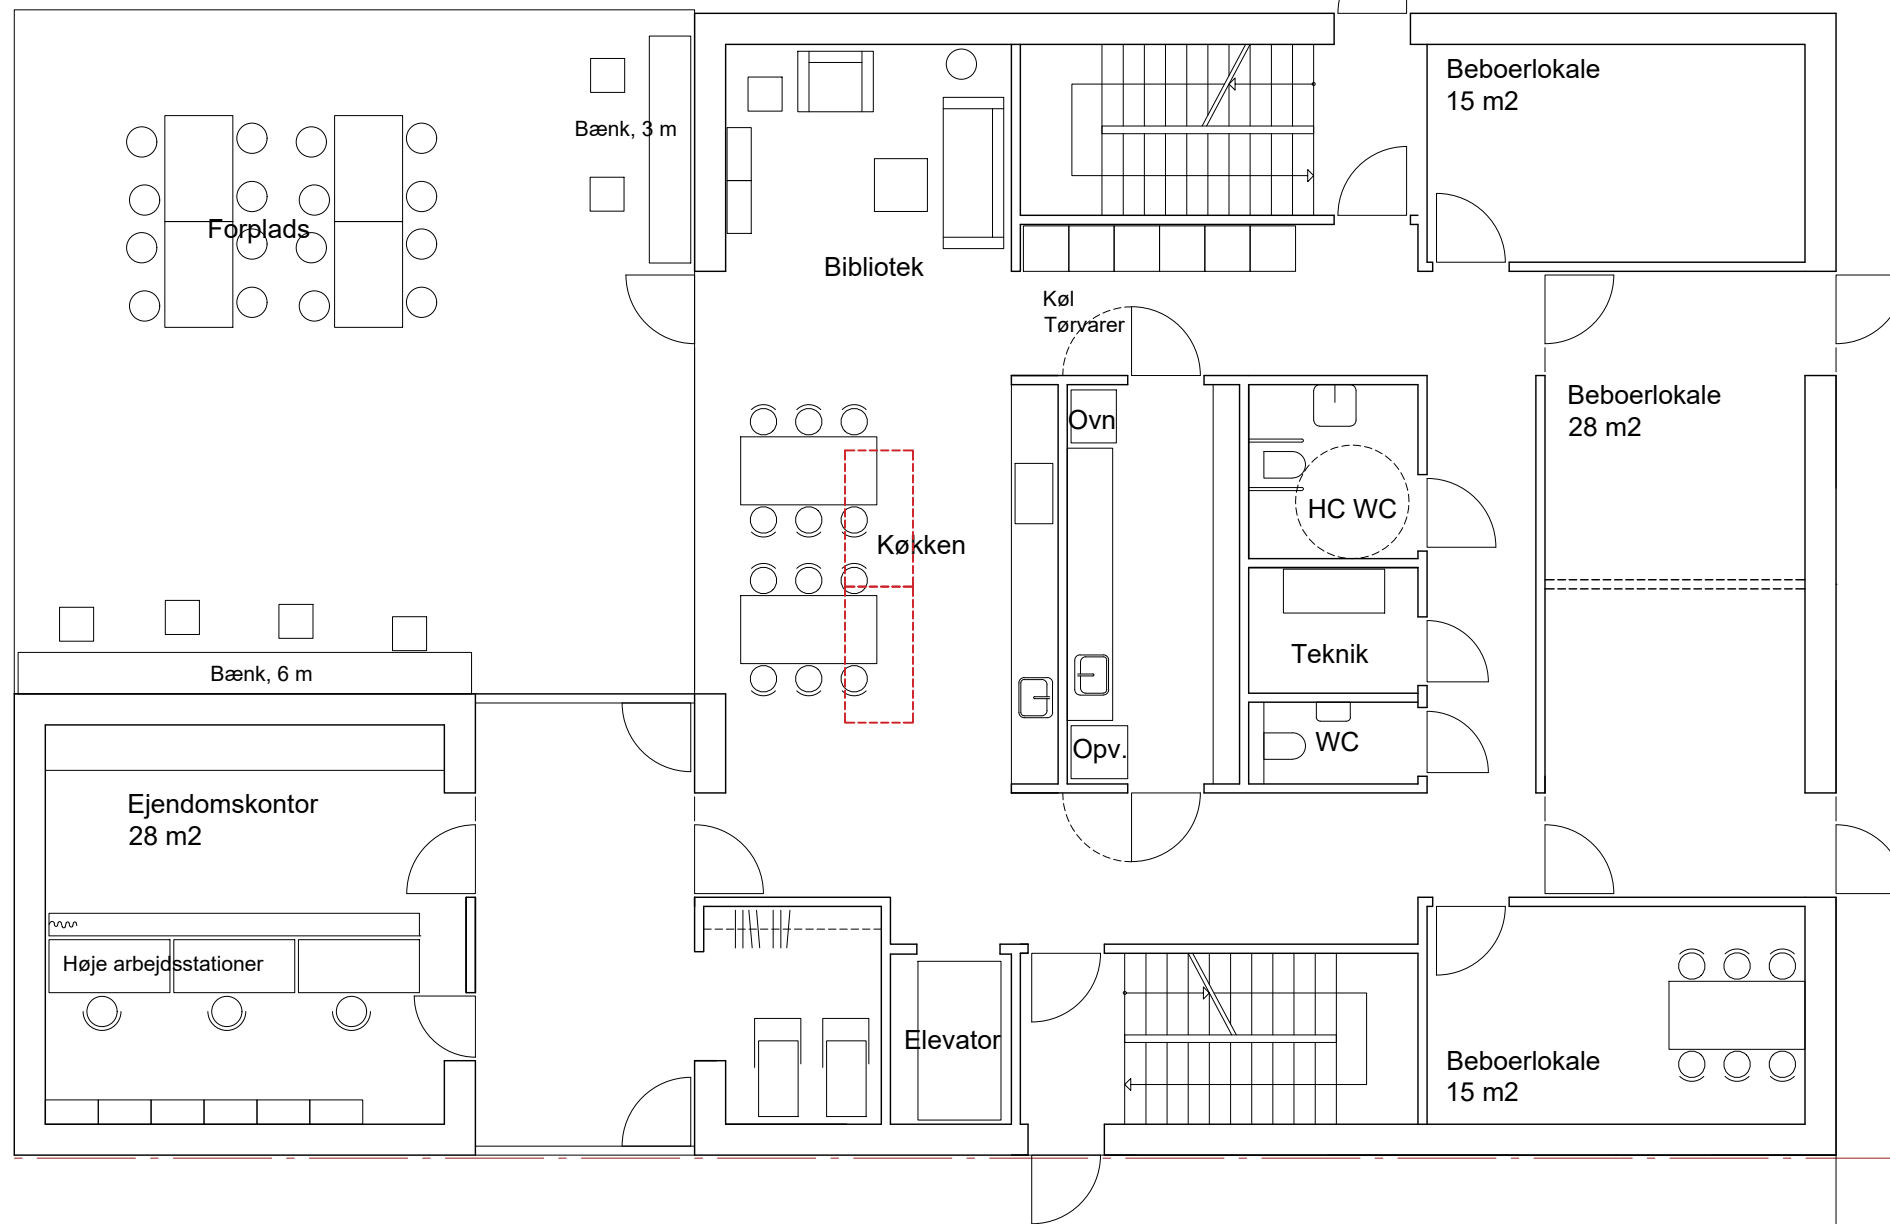 Beboerlokale
15 m2
Bænk, 3 m
Forplads
Bibliotek
Køl
Tørvarer
Beboerlokale
28 m2
Ovn
HC WC
Køkken
Teknik
Bænk, 6 m
WC
Opv.
Ejendomskontor
28 m2
Høje arbejdsstationer
Elevator
Beboerlokale
15 m2